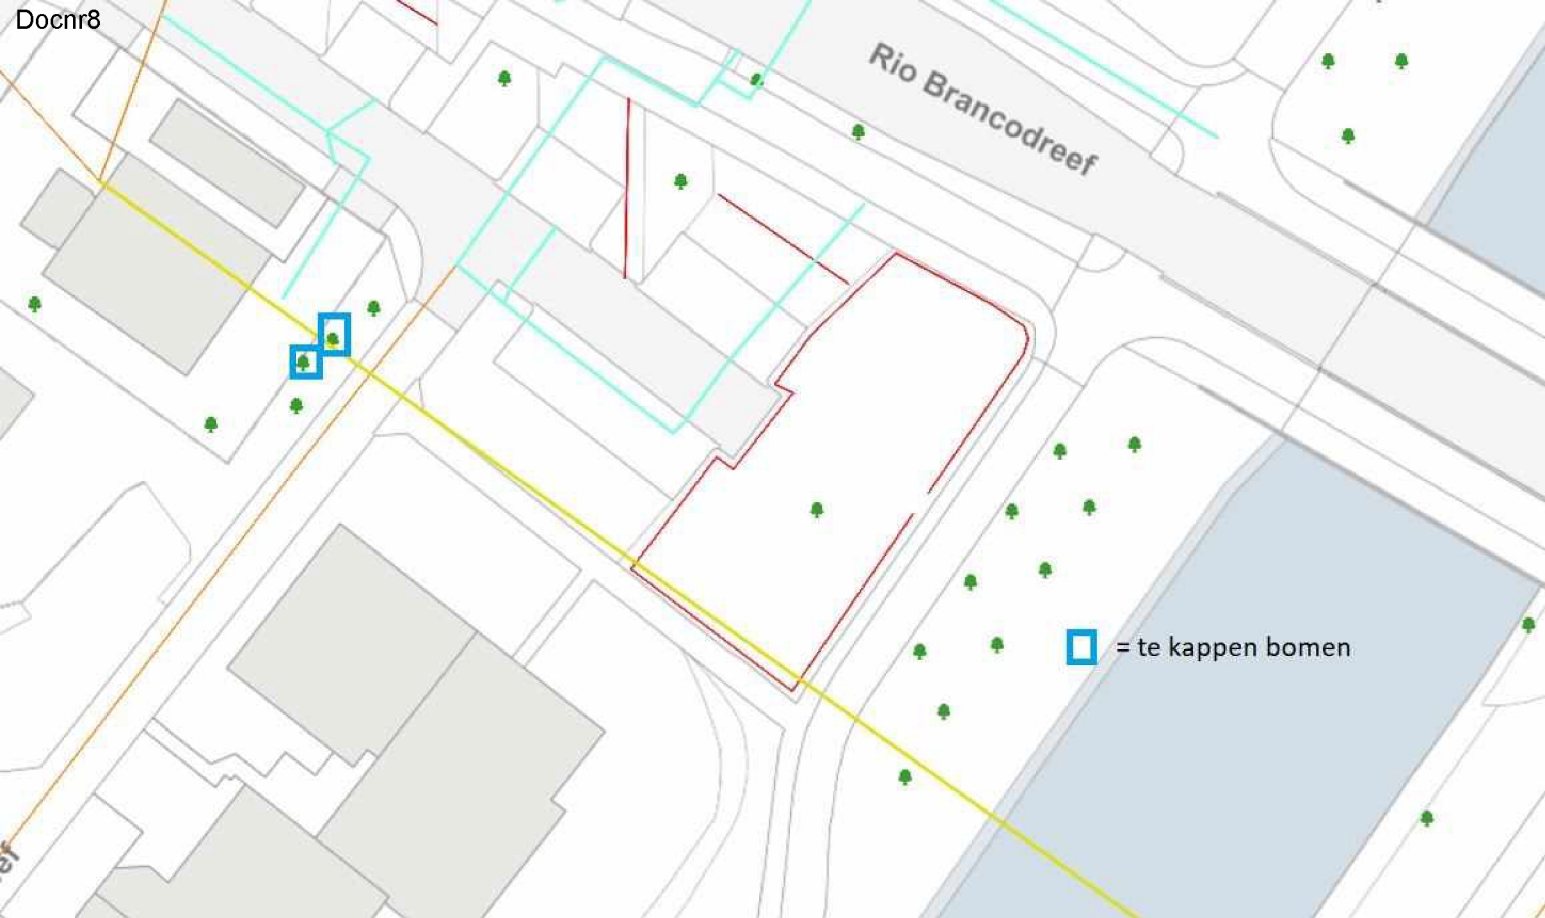 Docnr8
Rio Brancodreef
= te kappen bomen